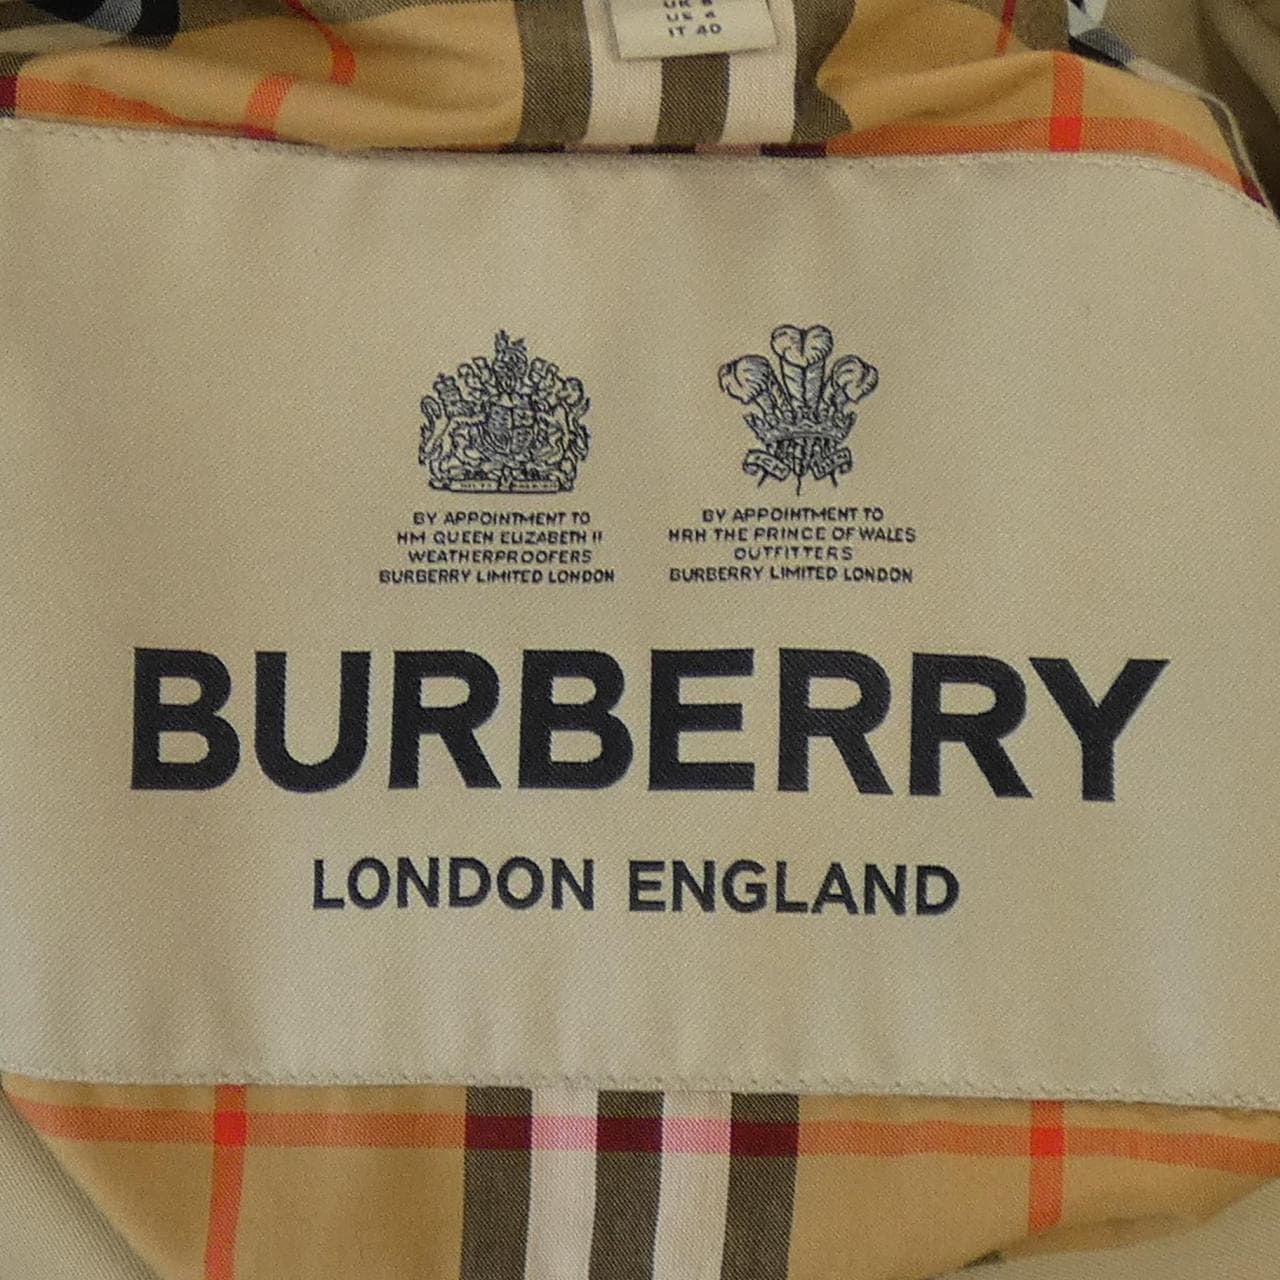 US 4
IT 40
BY APPOINTMENT TO
HM QUEEN ELIZABETH II
WEATHERPROOFERS
BURBERRY LIMITED LONDON
BY APPOINTMENT TO
HRH THE PRINCE OF WALES
OUTFITTERS
BURBERRY LIMITED LONDON
BURBERRY
LONDON ENGLAND